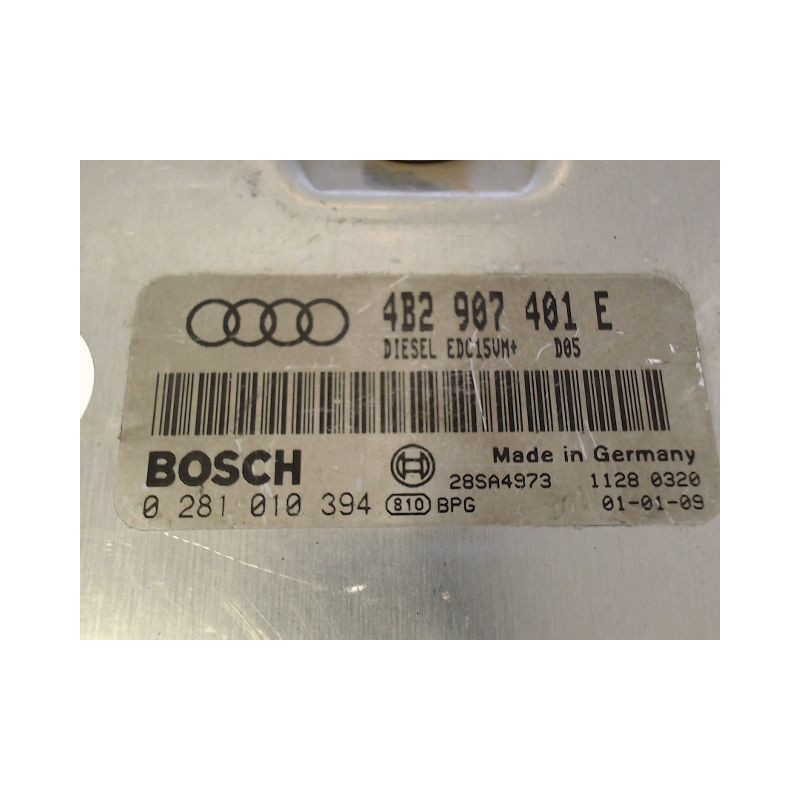 4B2 907 401 E
DIESEL EDC15VM+ D05
Made in Germany
BOSCH
28SA4973 1128 0320
0 281 010 394 810 BPG 01-01-09